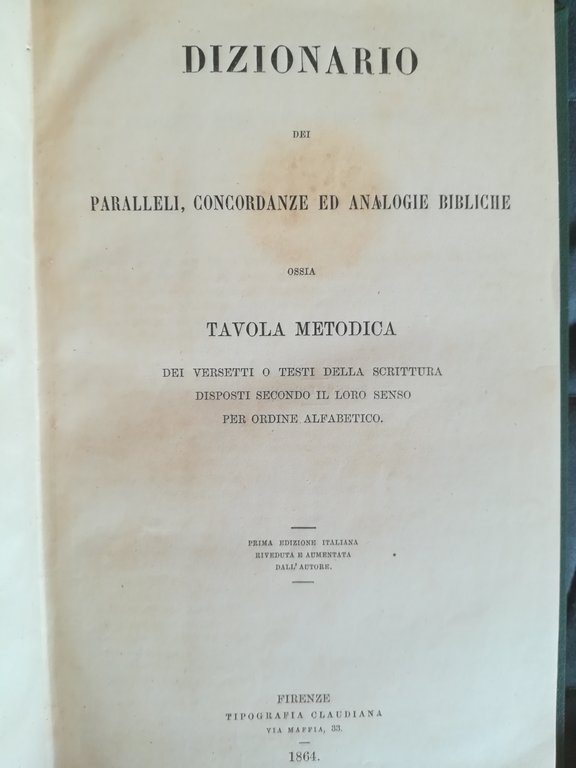 DIZIONARIO
DEI
PARALLELI, CONCORDANZE ED ANALOGIE BIBLICHE
OSSIA
TAVOLA METODICA
DEI VERSETTI O TESTI DELLA SCRITTURA
DISPOSTI SECONDO IL LORO SENSO
PER ORDINE ALFABETICO.
PRIMA EDIZIONE ITALIANA
RIVEDUTA E AUMENTATA
DALL' AUTORE.
FIRENZE
TIPOGRAFIA CLAUDIANA
VIA MAFFIA, 33.
1864.